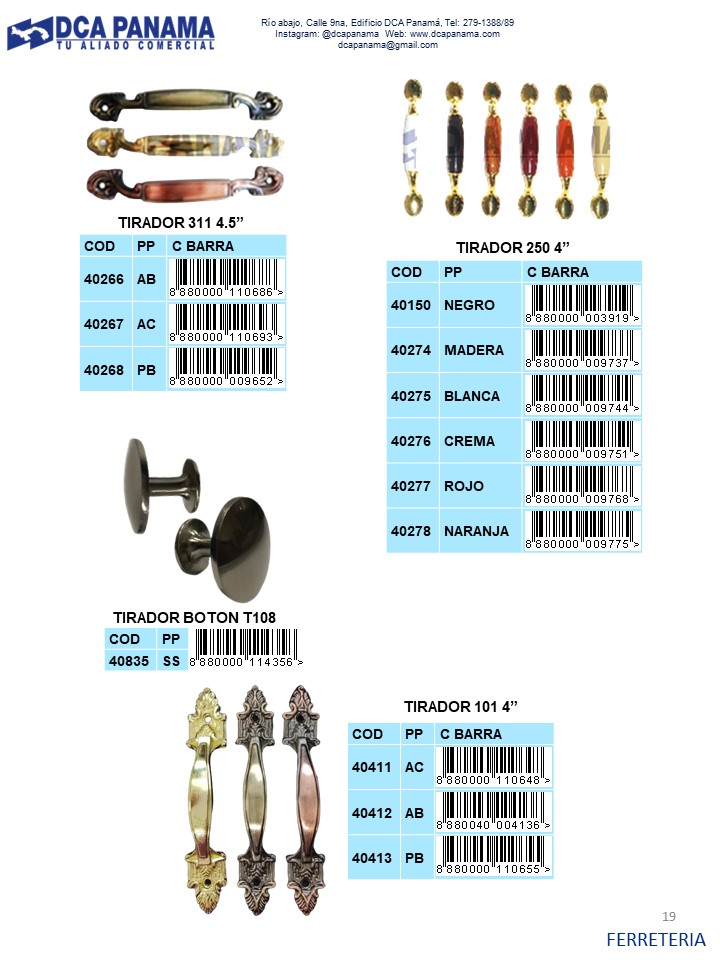 DCA PANAMA
TU ALIADO COMERCIAL
Río abajo, Calle 9na, Edificio DCA Panamá, Tel: 279-1388/89
Instagram: @dcapanama Web: www.dcapanama.com
dcapanama@gmail.com
TIRADOR 311 4.5”
COD PP C BARRA
40266 AB 8 880000 110686 >
40267 AC 8 880000 110693 >
40268 PB 8 880000 009652 >
TIRADOR 250 4”
COD PP C BARRA
40150 NEGRO 8 880000 003919 >
40274 MADERA 8 880000 009737 >
40275 BLANCA 8 880000 009744 >
40276 CREMA 8 880000 009751 >
40277 ROJO 8 880000 009768 >
40278 NARANJA 8 880000 009775 >
TIRADOR BOTON T108
COD PP
40835 SS 8 880000 114356 >
TIRADOR 101 4”
COD PP C BARRA
40411 AC 8 880000 110648 >
40412 AB 8 880040 004136 >
40413 PB 8 880000 110655 >
19
FERRETERIA